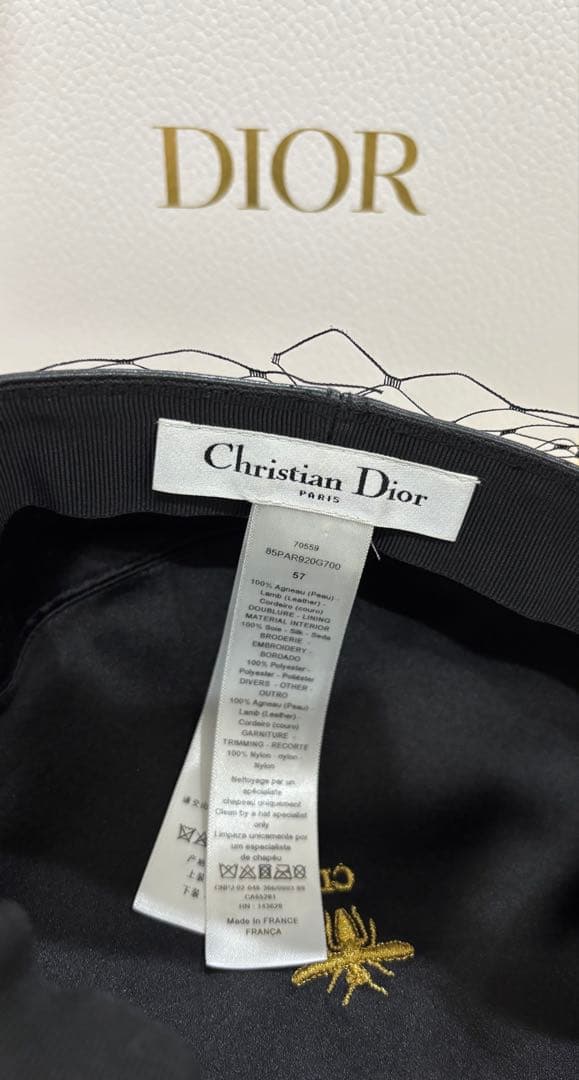 DIOR
Christian Dior
PARIS
70559
85PAR920G700
57
100% Agneau (Peau) -
Lamb (Leather) -
Cordeiro (couro)
DOUBLURE - LINING
MATERIAL INTERIOR
100% Soie - Silk - Seda
BRODERIE -
EMBROIDERY -
BORDADO
100% Polyester -
Polyester - Poliéster
DIVERS - OTHER -
OUTRO
100% Agneau (Peau) -
Lamb (Leather) -
Cordeiro (couro)
GARNITURE -
TRIMMING - RECORTE
100% Nylon - nylon -
Nylon
Nettoyage par un
spécialiste
chapeau uniquement
Clean by a hat specialist
only
Limpeza unicamente por
um especialista
de chapéu
CA55281
Made in FRANCE
FRANÇA